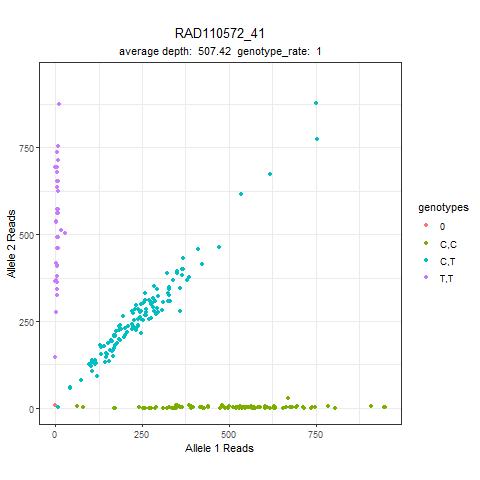 RAD110572_41
average depth: 507.42 genotype_rate: 1
Allele 2 Reads
750
500
250
0
0
250
500
750
Allele 1 Reads
genotypes
0
C,C
C,T
T,T